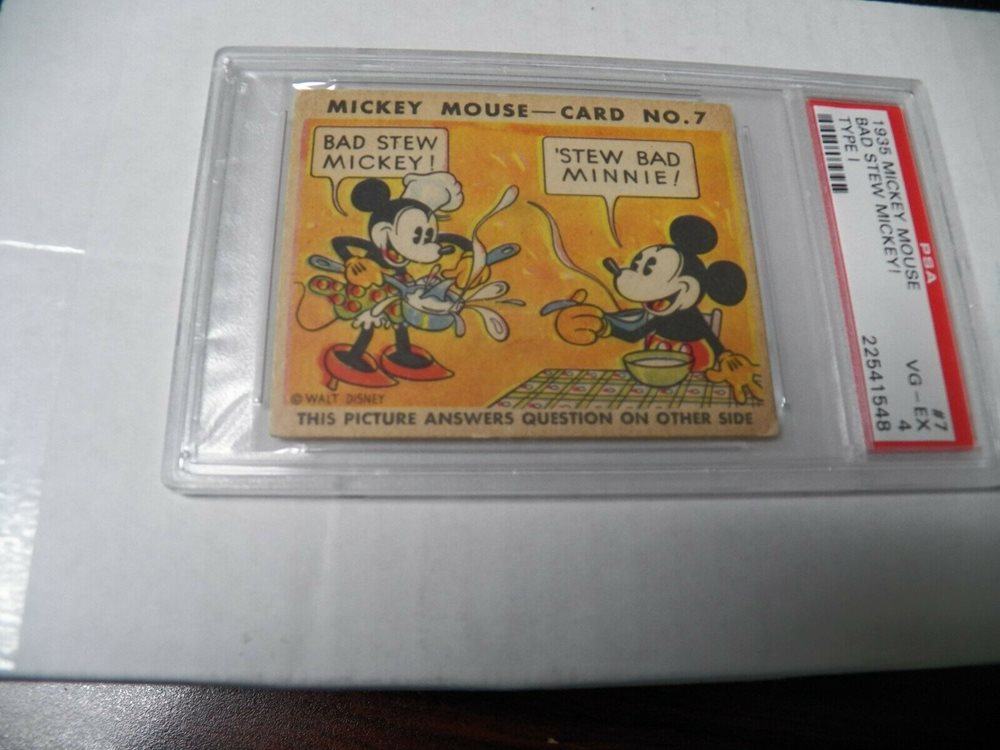 MICKEY MOUSE—CARD NO. 7
BAD STEW
MICKEY!
'STEW BAD
MINNIE!
© WALT DISNEY
THIS PICTURE ANSWERS QUESTION ON OTHER SIDE
1935 MICKEY MOUSE #7
BAD STEW MICKEY! VG-EX 4
TYPE I 22541548
PSA